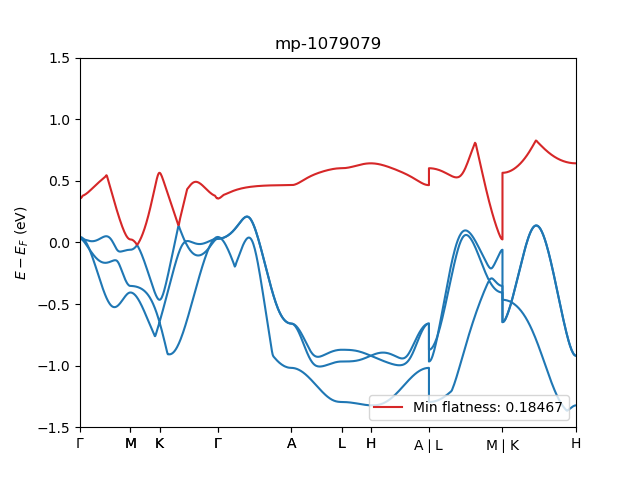 mp-1079079
E − E_F (eV)
1.5
1.0
0.5
0.0
−0.5
−1.0
−1.5
Min flatness: 0.18467
Γ M K Γ A L H A | L M | K H